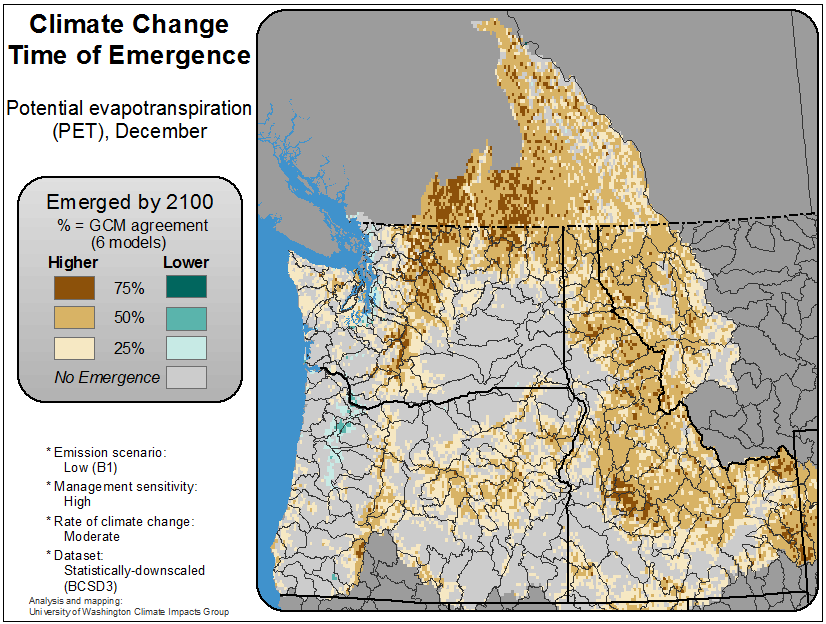 Climate Change
Time of Emergence
Potential evapotranspiration
(PET), December
Emerged by 2100
% = GCM agreement
(6 models)
Higher Lower
75%
50%
25%
No Emergence
* Emission scenario:
Low (B1)
* Management sensitivity:
High
* Rate of climate change:
Moderate
* Dataset:
Statistically-downscaled
(BCSD3)
Analysis and mapping:
University of Washington Climate Impacts Group